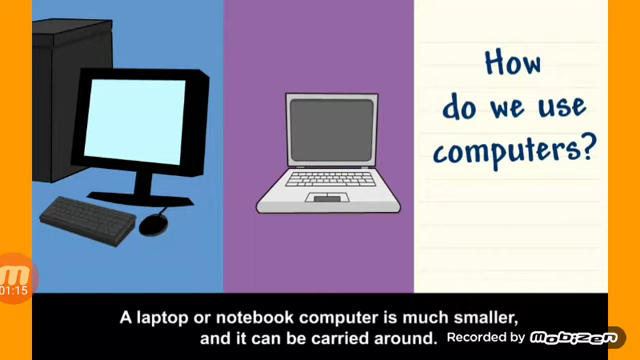 How
do we use
computers?
01:15
A laptop or notebook computer is much smaller,
and it can be carried around.
Recorded by mobizen